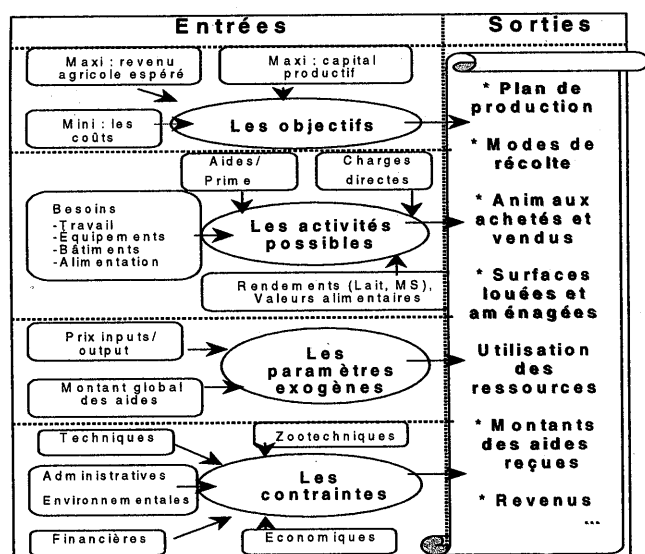 Entrées
Sorties
Maxi : revenu
agricole espéré
Maxi : capital
productif
Mini : les
coûts
Les objectifs
Aides/
Prime
Charges
directes
Besoins
-Travail
-Équipements
-Bâtiments
-Alimentation
Les activités
possibles
Rendements (Lait, MS),
Valeurs alimentaires
Prix inputs/
output
Montant global
des aides
Les
paramètres
exogènes
Techniques
Zootechniques
Administratives
Environnementales
Les
contraintes
Financières
Economiques
* Plan de
production
* Modes de
récolte
* Animaux
achetés et
vendus
* Surfaces
louées et
aménagées
Utilisation
des
ressources
* Montants
des aides
reçues
* Revenus
...